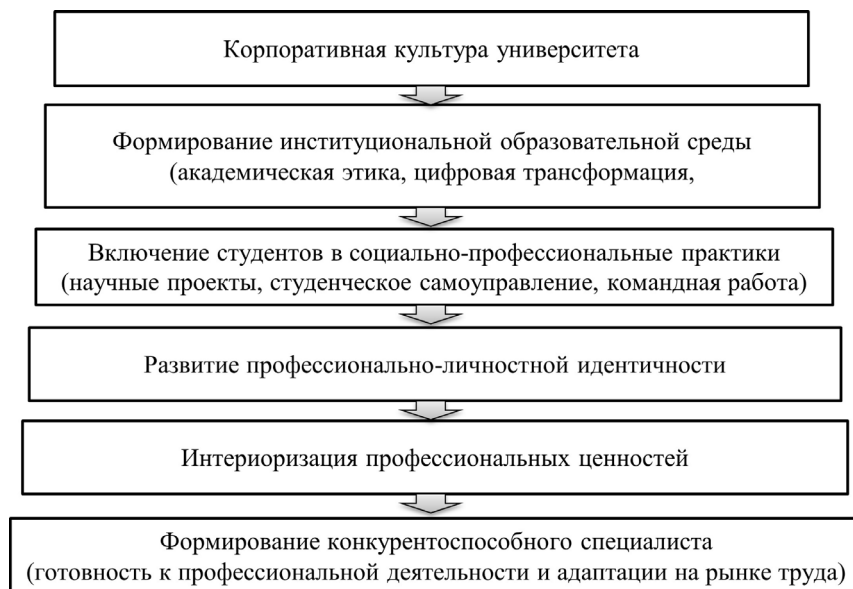 Корпоративная культура университета
Формирование институциональной образовательной среды
(академическая этика, цифровая трансформация,
Включение студентов в социально-профессиональные практики
(научные проекты, студенческое самоуправление, командная работа)
Развитие профессионально-личностной идентичности
Интериоризация профессиональных ценностей
Формирование конкурентоспособного специалиста
(готовность к профессиональной деятельности и адаптации на рынке труда)